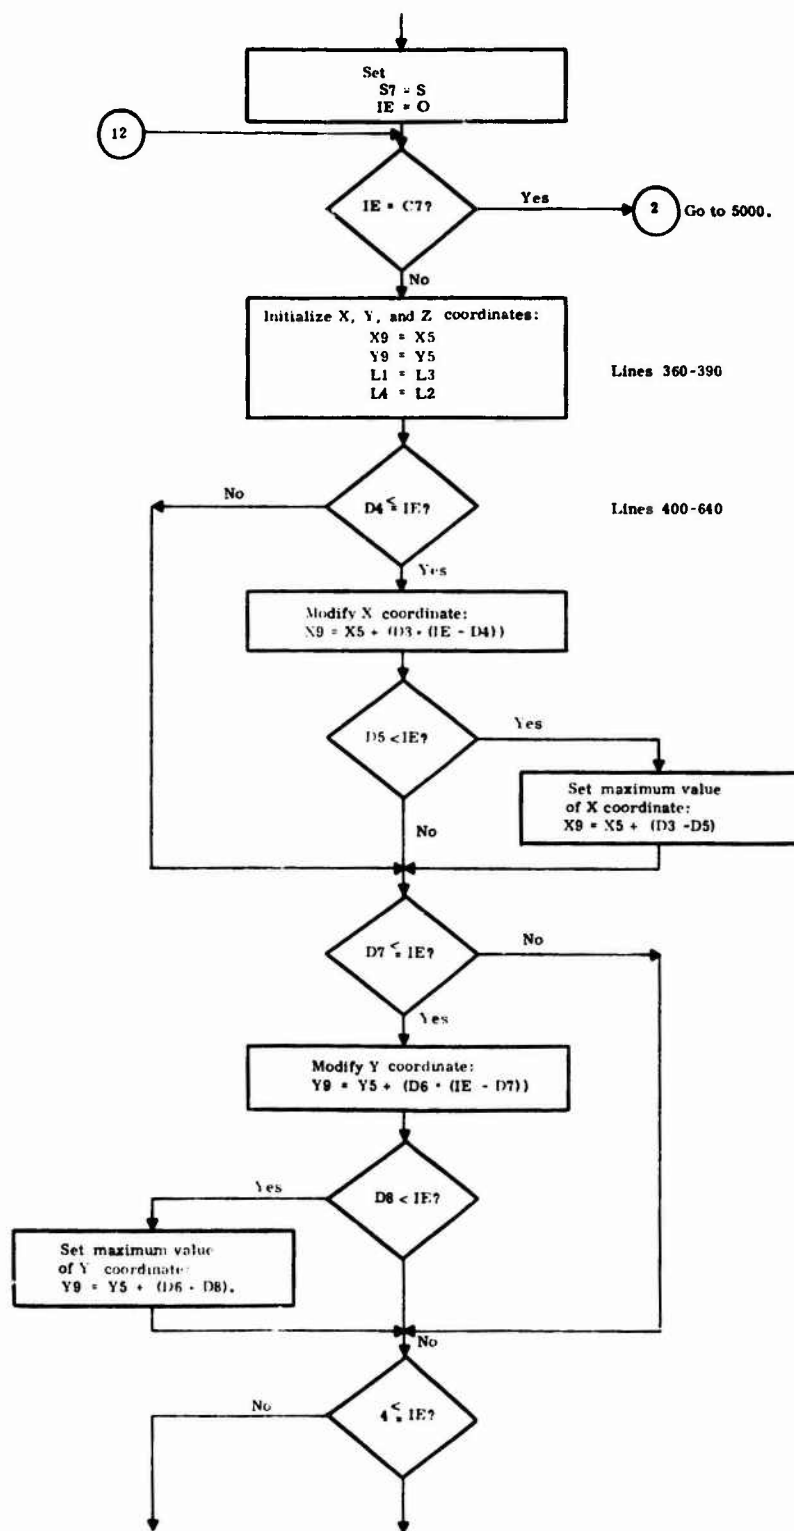 Set
S7 = S
IE = O
12
IE = C7?
Yes
2 Go to 5000.
No
Initialize X, Y, and Z coordinates:
X9 = X5
Y9 = Y5
L1 = L3
L4 = L2
Lines 360-390
No
D4 ≤ IE?
Lines 400-640
Yes
Modify X coordinate:
X9 = X5 + (D3 · (IE - D4))
D5 < IE?
Yes
Set maximum value
of X coordinate:
X9 = X5 + (D3 -D5)
No
D7 ≤ IE?
No
Yes
Modify Y coordinate:
Y9 = Y5 + (D6 · (IE - D7))
Yes
D8 < IE?
Set maximum value
of Y coordinate:
Y9 = Y5 + (D6 - D8).
No
No
4 ≤ IE?